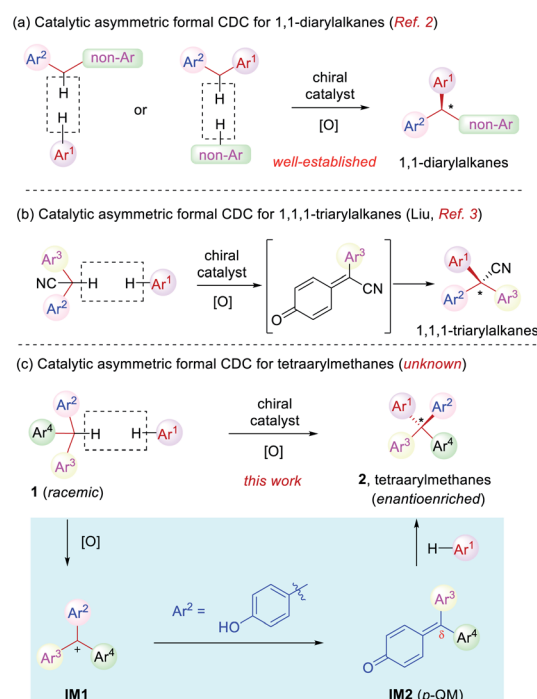 (a) Catalytic asymmetric formal CDC for 1,1-diarylalkanes (Ref. 2)
Ar² non-Ar
H
H
Ar¹
or
Ar² Ar¹
H
H
non-Ar
chiral
catalyst
[O]
well-established
Ar¹
*
Ar² non-Ar
1,1-diarylalkanes
(b) Catalytic asymmetric formal CDC for 1,1,1-triarylalkanes (Liu, Ref. 3)
Ar³
NC H H Ar¹
Ar²
chiral
catalyst
[O]
Ar³
CN
O
Ar¹ CN
Ar² * Ar³
1,1,1-triarylalkanes
(c) Catalytic asymmetric formal CDC for tetraarylmethanes (unknown)
Ar²
Ar⁴ H H Ar¹
Ar³
1 (racemic)
chiral
catalyst
[O]
this work
Ar¹ * Ar²
Ar³ Ar⁴
2, tetraarylmethanes
(enantioenriched)
[O]
H Ar¹
Ar²
+
Ar³ Ar⁴
IM1
Ar² =
HO
Ar³
Ar⁴
δ
O
IM2 (p-QM)